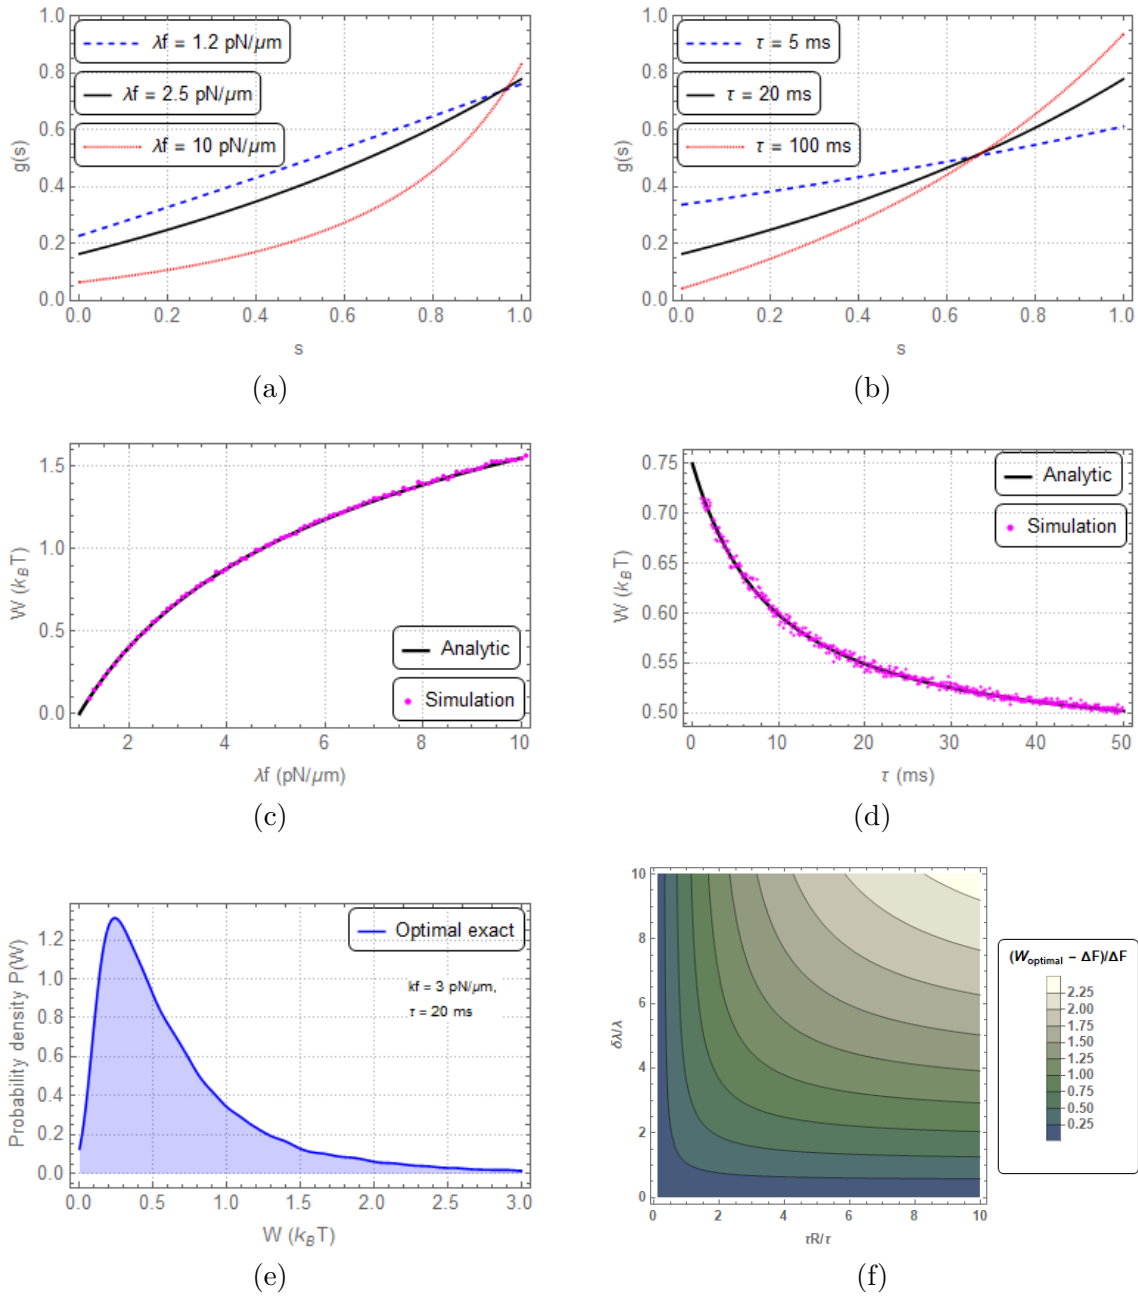 1.0
0.8
0.6
0.4
0.2
0.0
g(s)
λf = 1.2 pN/µm
λf = 2.5 pN/µm
λf = 10 pN/µm
0.0 0.2 0.4 0.6 0.8 1.0
s
(a)
1.0
0.8
0.6
0.4
0.2
0.0
g(s)
τ = 5 ms
τ = 20 ms
τ = 100 ms
0.0 0.2 0.4 0.6 0.8 1.0
s
(b)
1.5
1.0
0.5
0.0
W (k_B T)
Analytic
Simulation
2 4 6 8 10
λf (pN/µm)
(c)
0.75
0.70
0.65
0.60
0.55
0.50
W (k_B T)
Analytic
Simulation
0 10 20 30 40 50
τ (ms)
(d)
1.2
1.0
0.8
0.6
0.4
0.2
0.0
Probability density P(W)
Optimal exact
kf = 3 pN/µm,
τ = 20 ms
0.0 0.5 1.0 1.5 2.0 2.5 3.0
W (k_B T)
(e)
10
8
6
4
2
0
δλ/λ
0 2 4 6 8 10
τR/τ
(W_optimal − ΔF)/ΔF
2.25
2.00
1.75
1.50
1.25
1.00
0.75
0.50
0.25
(f)